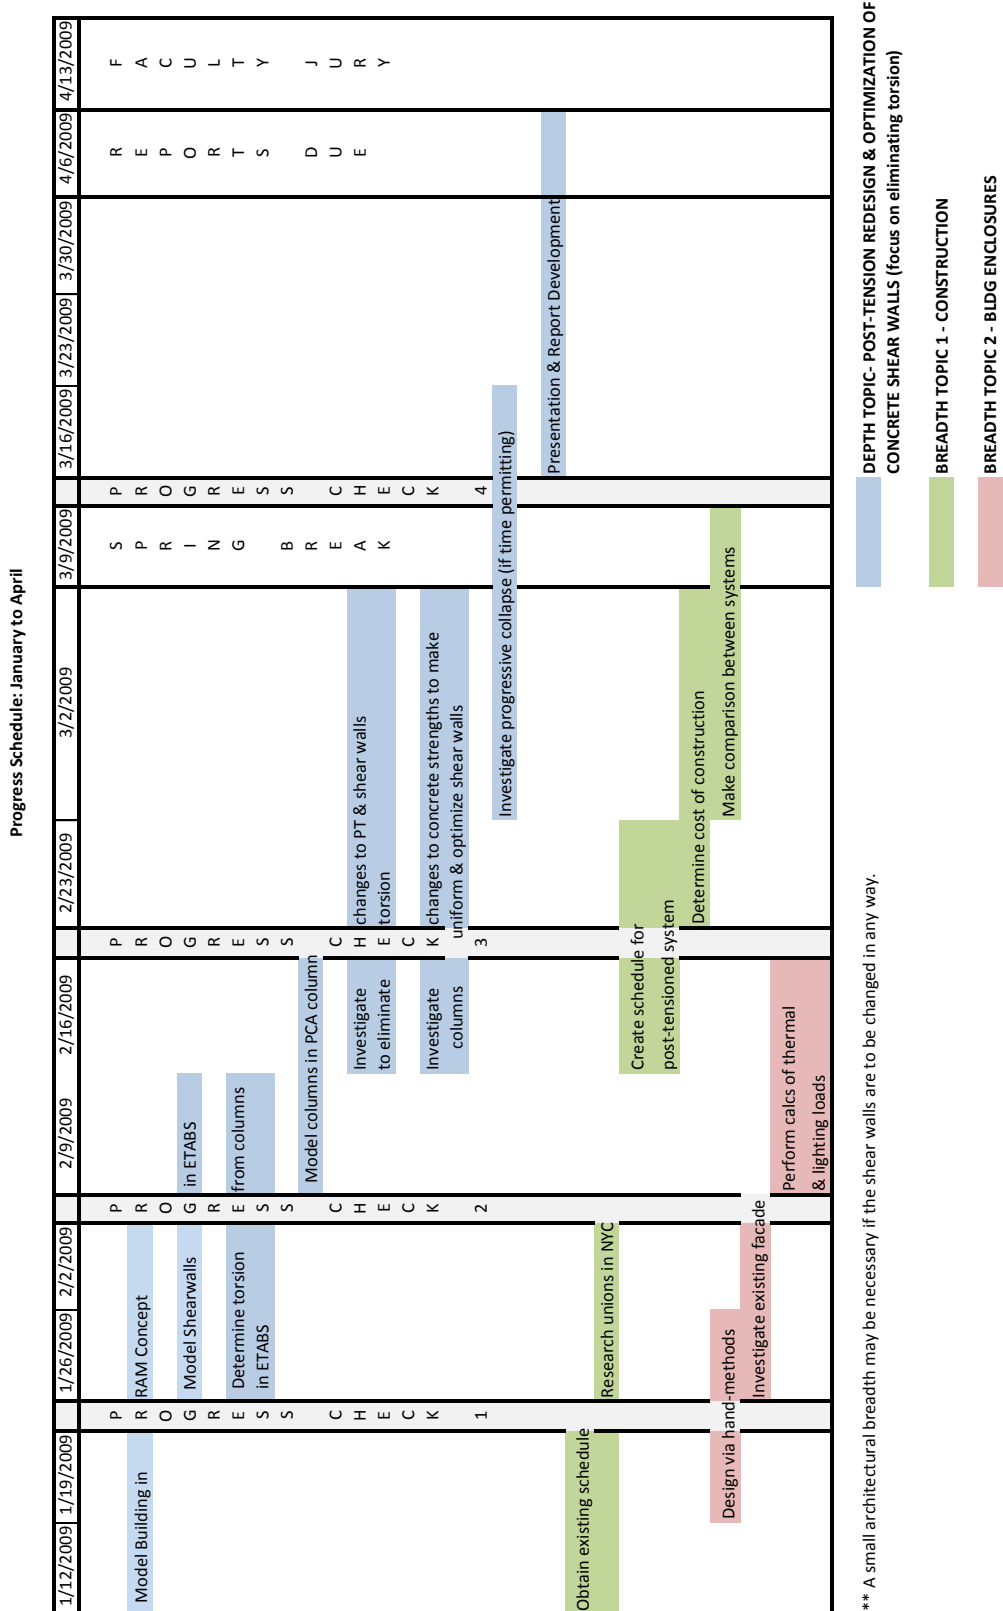 Progress Schedule: January to April
1/12/2009 1/19/2009 1/26/2009 2/2/2009 2/9/2009 2/16/2009 2/23/2009 3/2/2009 3/9/2009 3/16/2009 3/23/2009 3/30/2009 4/6/2009 4/13/2009
PROGRESS CHECK 1
PROGRESS CHECK 2
PROGRESS CHECK 3
SPRING BREAK
PROGRESS CHECK 4
REPORTS DUE
FACULTY JURY
Model Building in RAM Concept
Model Shearwalls in ETABS
Determine torsion from columns
in ETABS
Model columns in PCA column
Investigate changes to PT & shear walls
to eliminate torsion
Investigate changes to concrete strengths to make
columns uniform & optimize shear walls
Investigate progressive collapse (if time permitting)
Presentation & Report Development
Obtain existing schedule
Research unions in NYC
Create schedule for
post-tensioned system
Determine cost of construction
Design via hand-methods
Make comparison between systems
Investigate existing facade
Perform calcs of thermal
& lighting loads
** A small architectural breadth may be necessary if the shear walls are to be changed in any way.
DEPTH TOPIC- POST-TENSION REDESIGN & OPTIMIZATION OF
CONCRETE SHEAR WALLS (focus on eliminating torsion)
BREADTH TOPIC 1 - CONSTRUCTION
BREADTH TOPIC 2 - BLDG ENCLOSURES